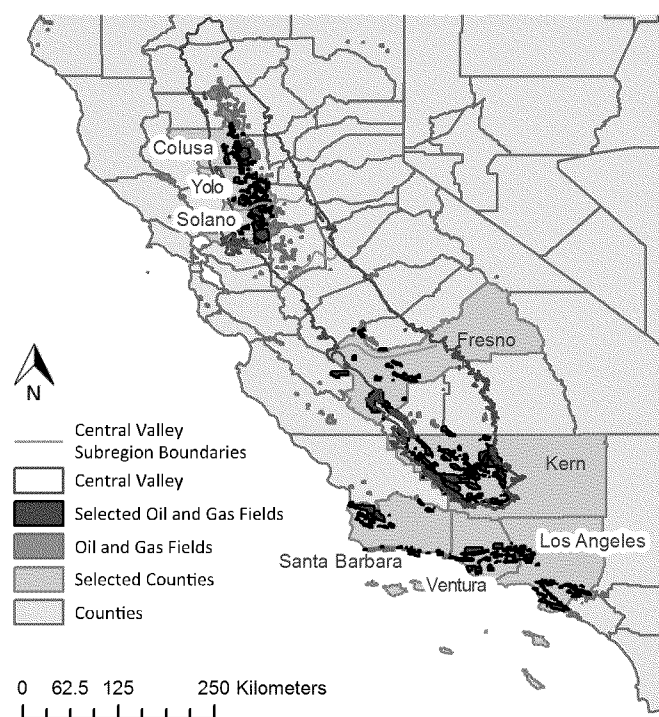 Colusa
Yolo
Solano
Fresno
N
Kern
Central Valley
Subregion Boundaries
Central Valley
Selected Oil and Gas Fields
Oil and Gas Fields
Selected Counties
Counties
Los Angeles
Santa Barbara
Ventura
0 62.5 125 250 Kilometers